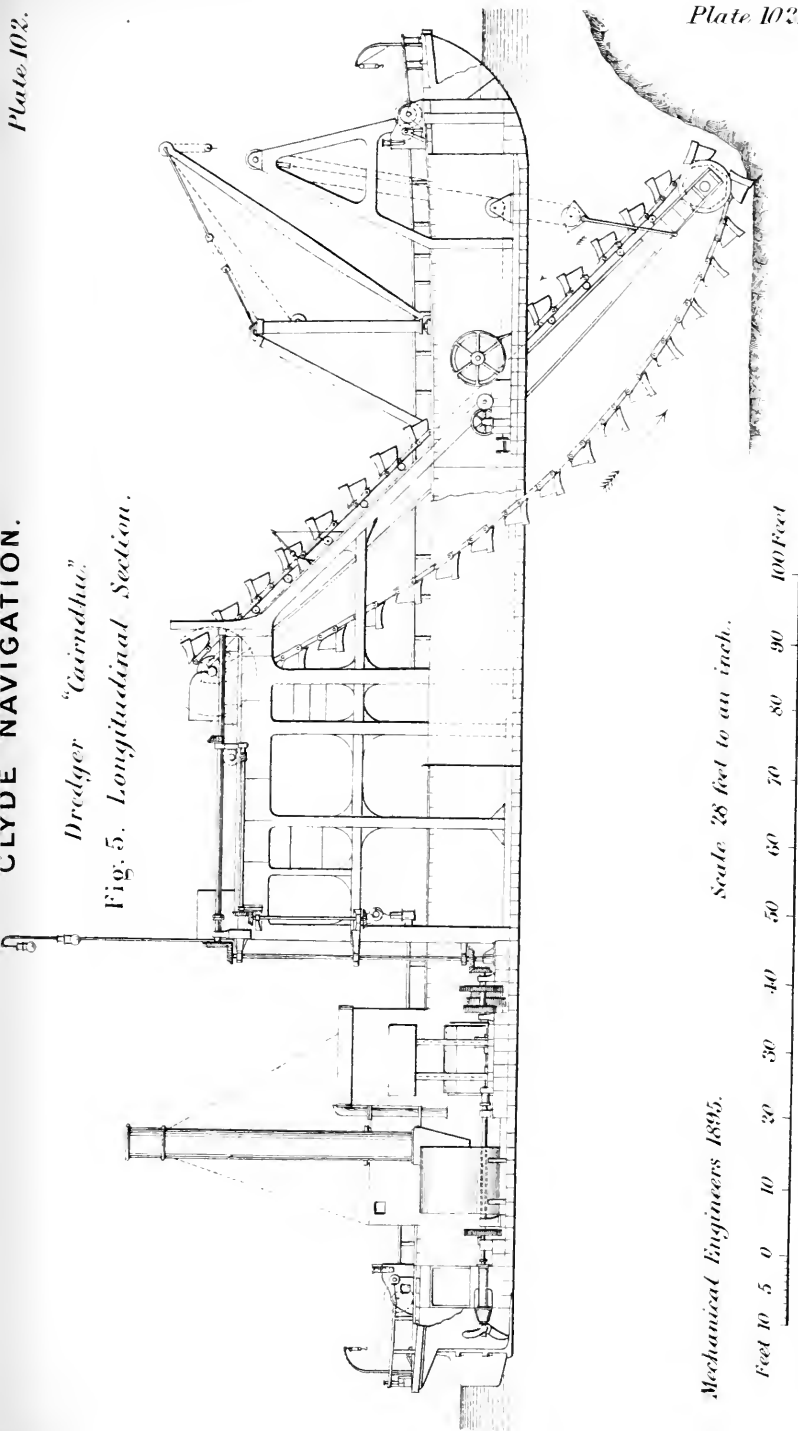 Plate 102.
Plate 102.
CLYDE NAVIGATION.
Dredger "Cairndhu."
Fig. 5. Longitudinal Section.
Mechanical Engineers 1895.
Scale 28 feet to an inch.
Feet 10 5 0 10 20 30 40 50 60 70 80 90 100 Feet